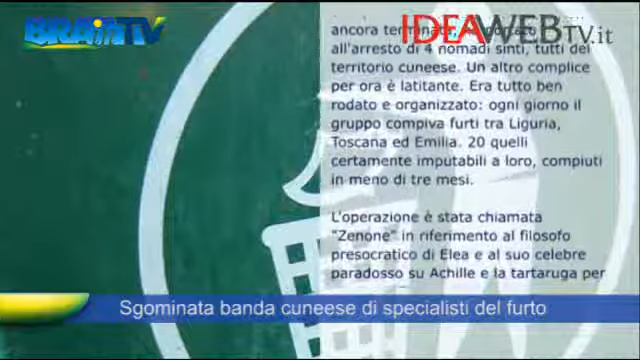 BRAinTV
IDEAWEBTV.it
ancora
all'arresto di 4 nomadi sinti, tutti del
territorio cuneese. Un altro complice
per ora è latitante. Era tutto ben
rodato e organizzato: ogni giorno il
gruppo compiva furti tra Liguria,
Toscana ed Emilia. 20 quelli
certamente imputabili a loro, compiuti
in meno di tre mesi.
L'operazione è stata chiamata
"Zenone" in riferimento al filosofo
presocratico di Elea e al suo celebre
paradosso su Achille e la tartaruga per
Sgominata banda cuneese di specialisti del furto